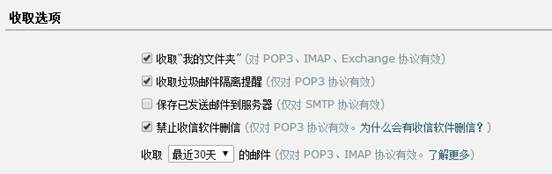 收取选项
收取“我的文件夹” (对 POP3、IMAP、Exchange 协议有效)
收取垃圾邮件隔离提醒 (仅对 POP3 协议有效)
保存已发送邮件到服务器 (仅对 SMTP 协议有效)
禁止收信软件删信 (仅对 POP3 协议有效。为什么会有收信软件删信？)
收取 最近30天 的邮件 (仅对 POP3、IMAP 协议有效。了解更多)